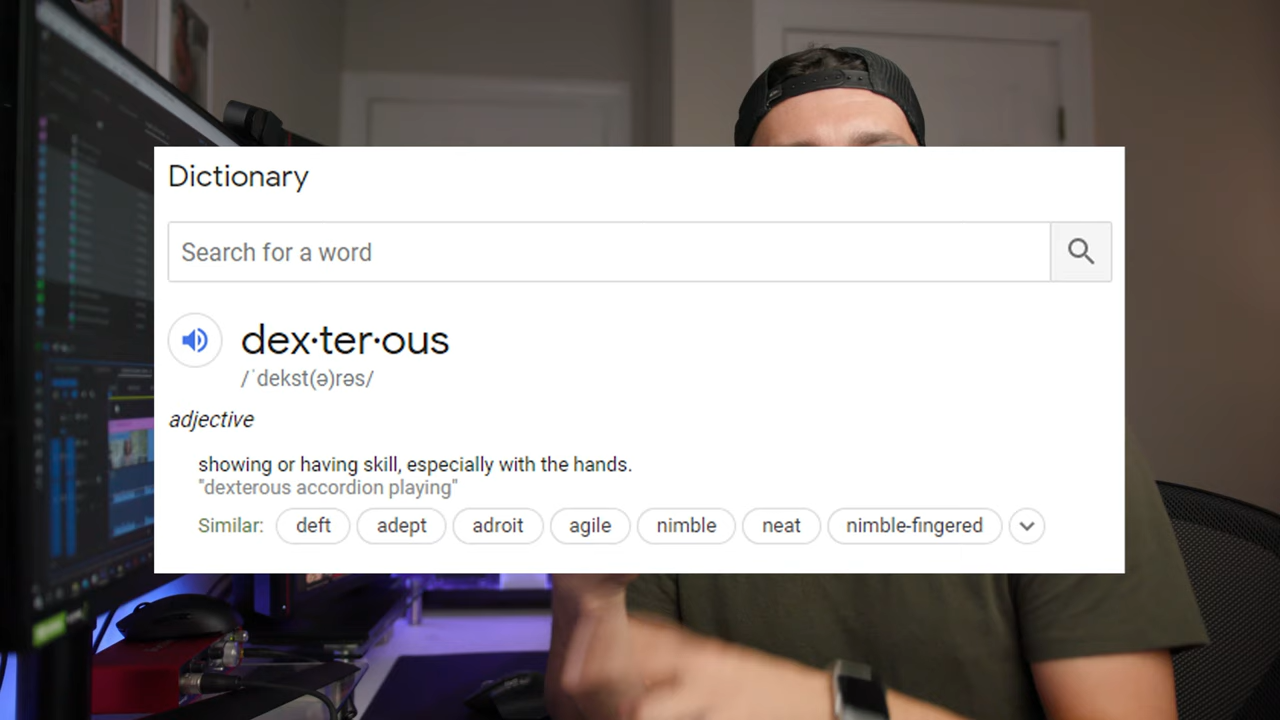 Dictionary
Search for a word
dex·ter·ous
/ˈdekst(ə)rəs/
adjective
showing or having skill, especially with the hands.
"dexterous accordion playing"
Similar: deft adept adroit agile nimble neat nimble-fingered